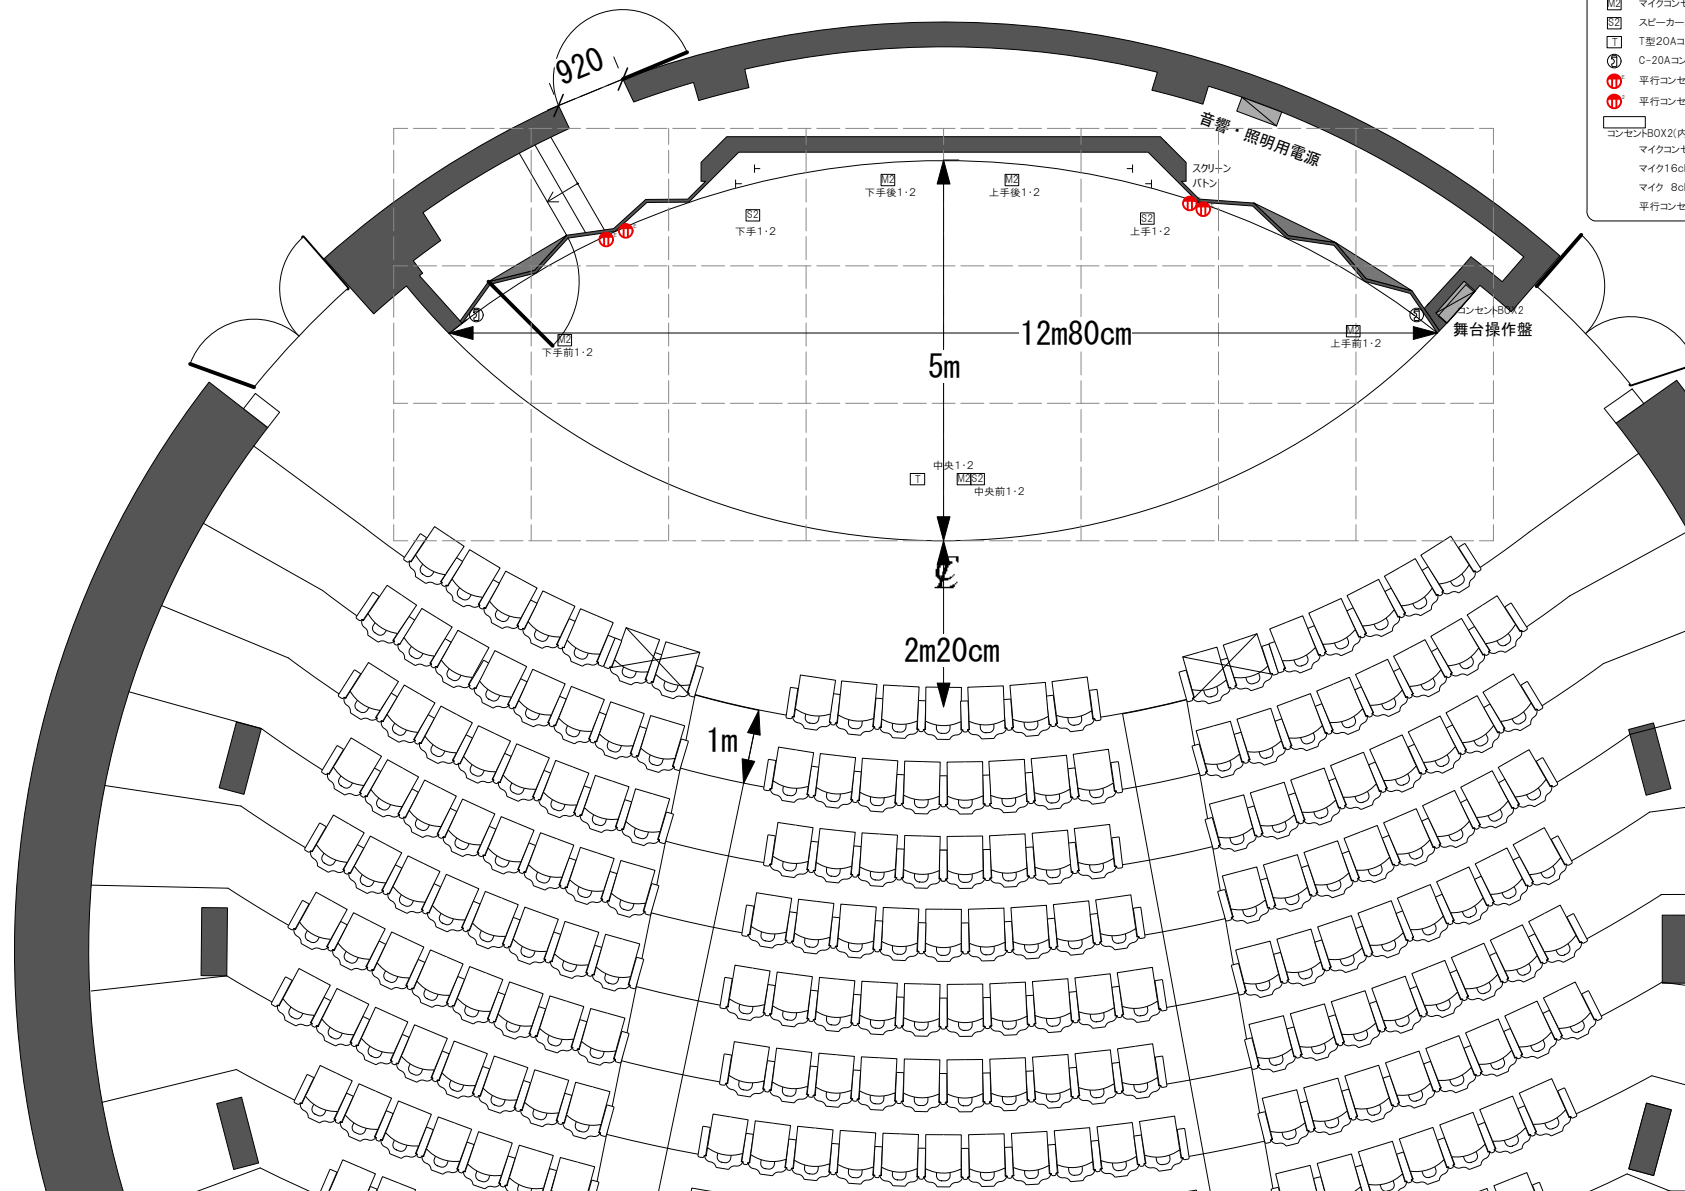 M2 マイクコンセ
S2 スピーカー
T T型20Aコ
C-20Aコン
平行コンセ
平行コンセ
コンセントBOX2(内
マイクコンセ
マイク16cl
マイク 8cl
平行コンセ
920
音響・照明用電源
スクリーン
バトン
M2
下手後1・2
M2
上手後1・2
S2
下手1・2
S2
上手1・2
コンセントBOX2
舞台操作盤
12m80cm
M2
下手前1・2
M2
上手前1・2
5m
中央1・2
T
M2S2
中央前1・2
2m20cm
1m